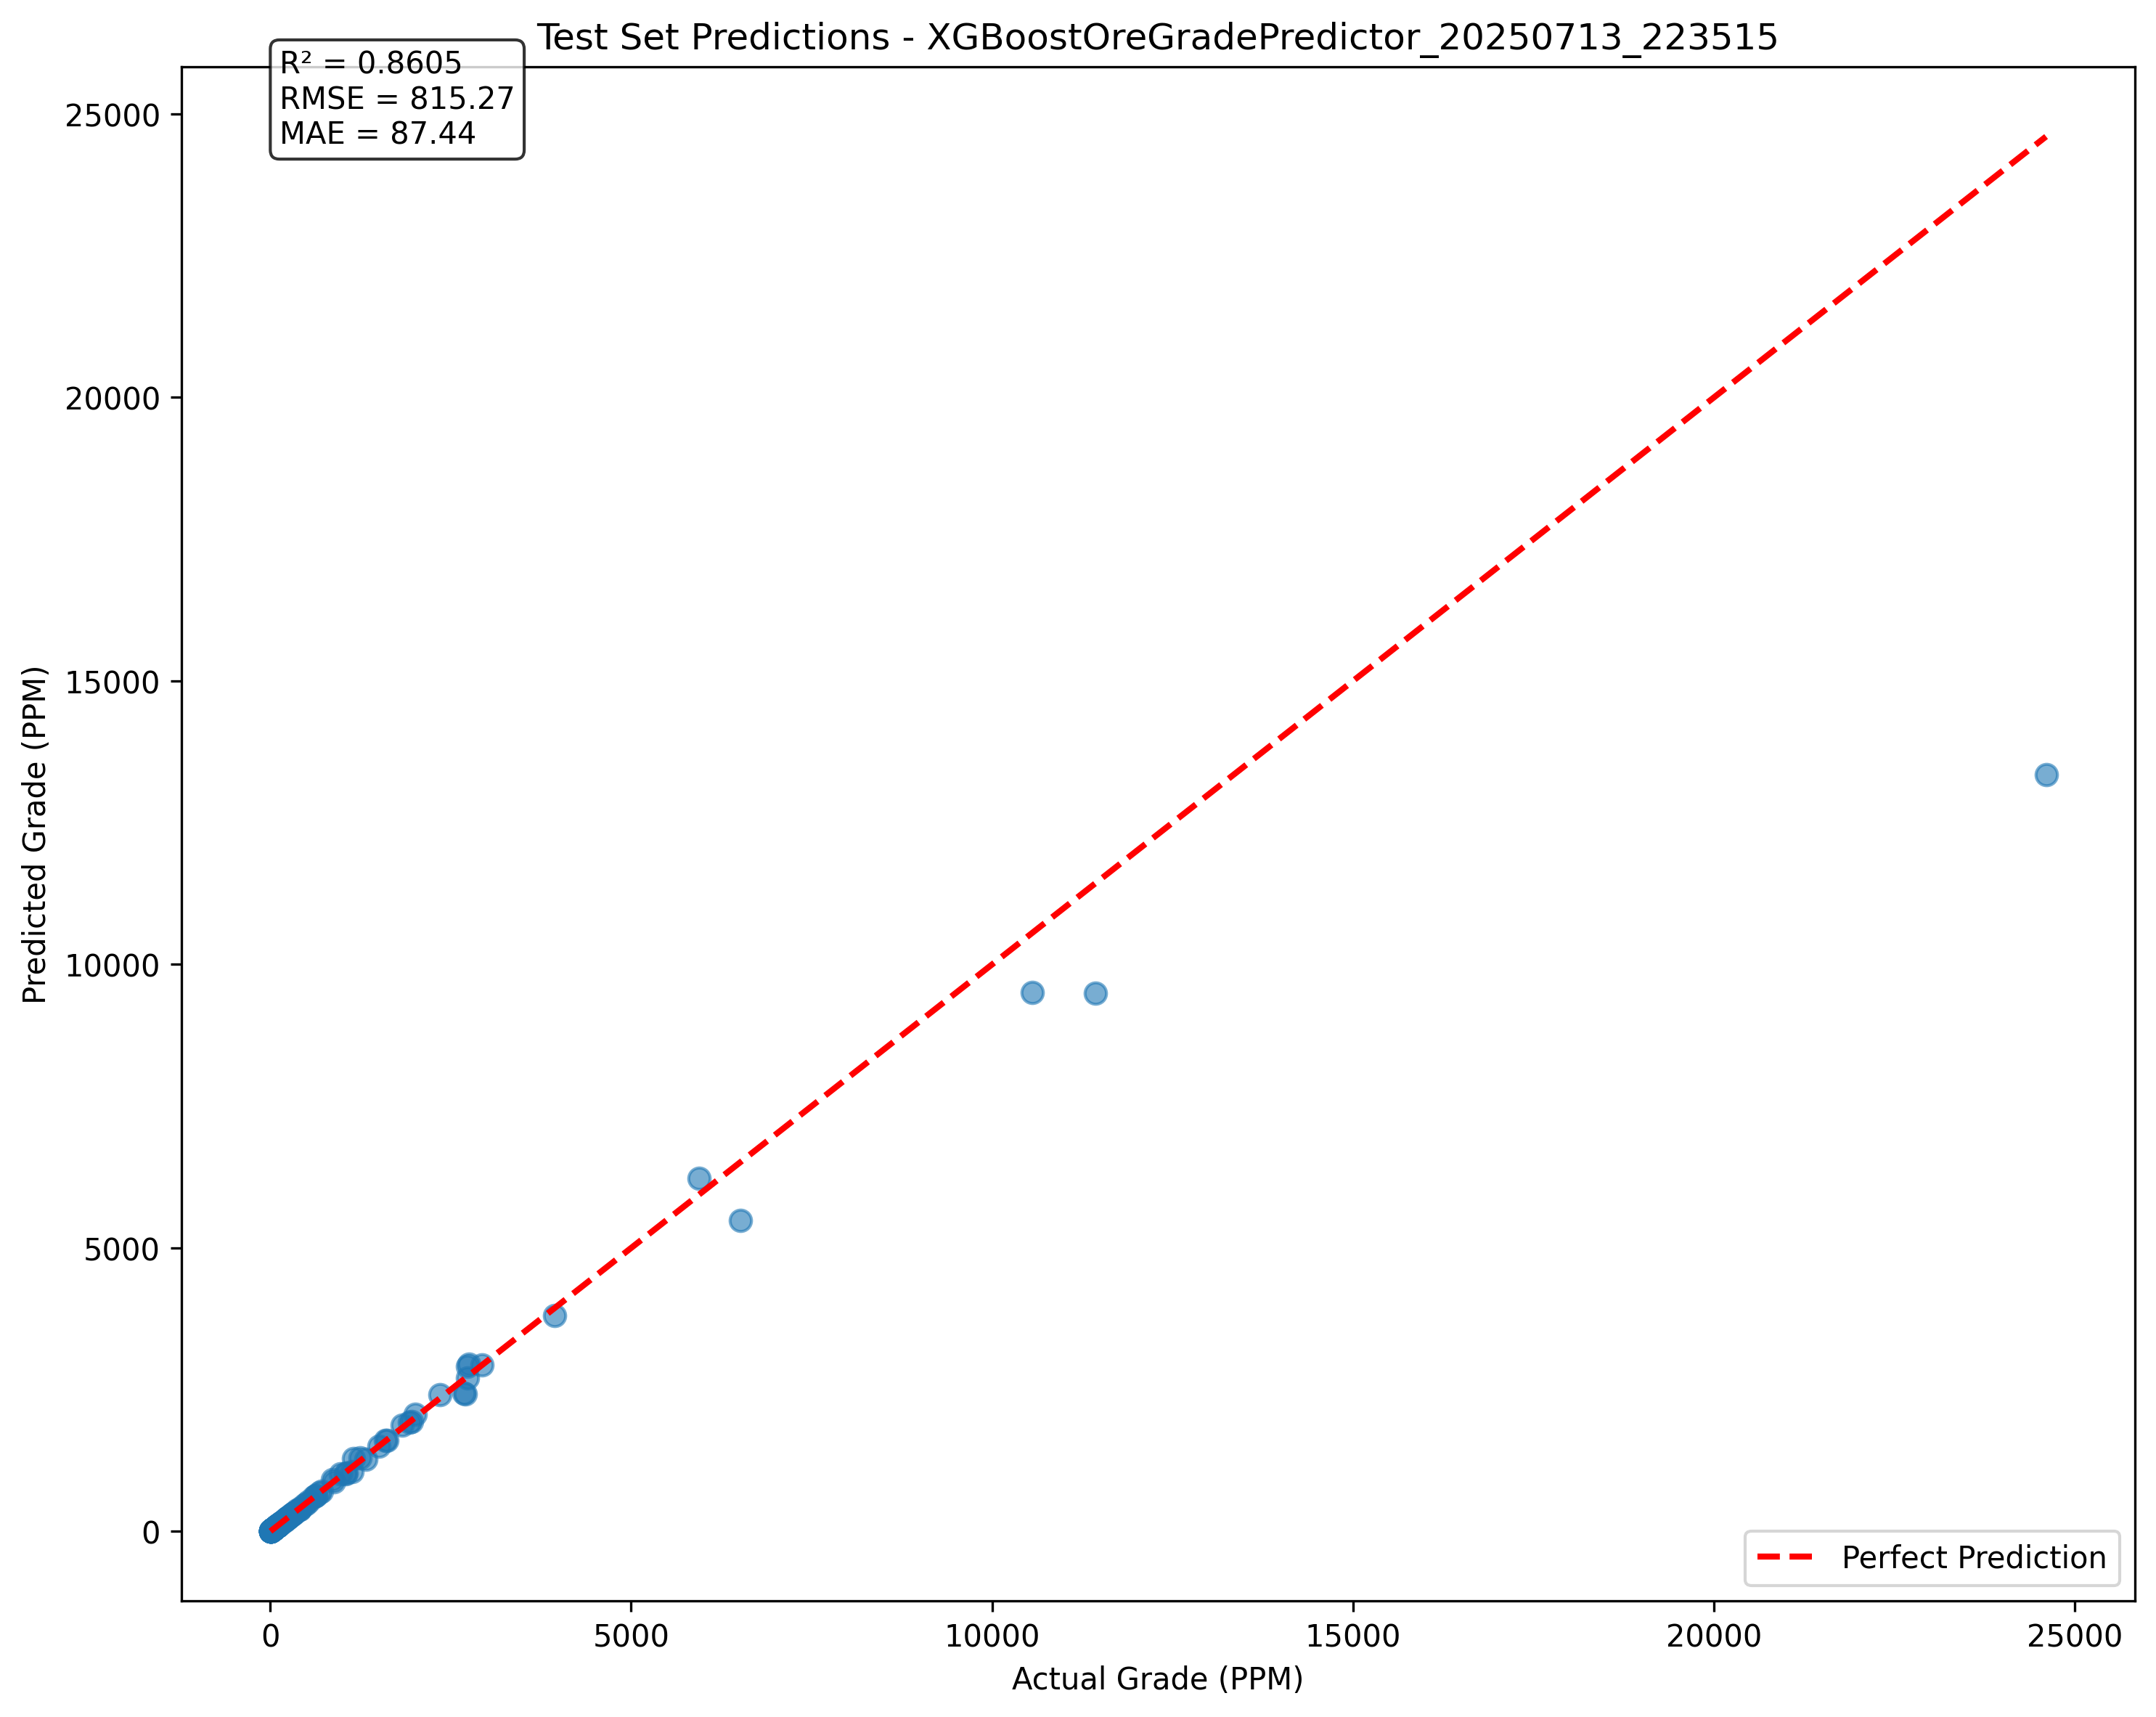 Test Set Predictions - XGBoostOreGradePredictor_20250713_223515
R² = 0.8605
RMSE = 815.27
MAE = 87.44
25000
20000
15000
10000
5000
0
Predicted Grade (PPM)
0
5000
10000
15000
20000
25000
Actual Grade (PPM)
Perfect Prediction